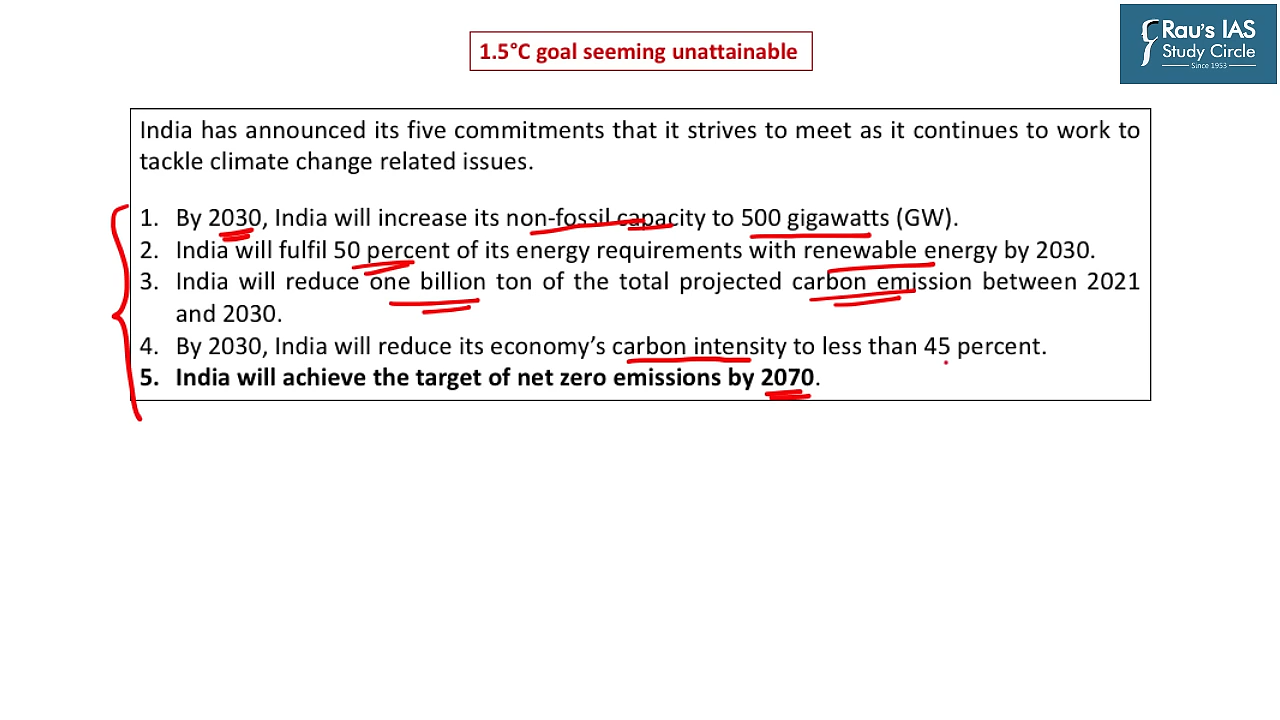 1.5°C goal seeming unattainable
Rau's IAS
Study Circle
Since 1953
India has announced its five commitments that it strives to meet as it continues to work to
tackle climate change related issues.
1. By 2030, India will increase its non-fossil capacity to 500 gigawatts (GW).
2. India will fulfil 50 percent of its energy requirements with renewable energy by 2030.
3. India will reduce one billion ton of the total projected carbon emission between 2021
and 2030.
4. By 2030, India will reduce its economy's carbon intensity to less than 45 percent.
5. India will achieve the target of net zero emissions by 2070.